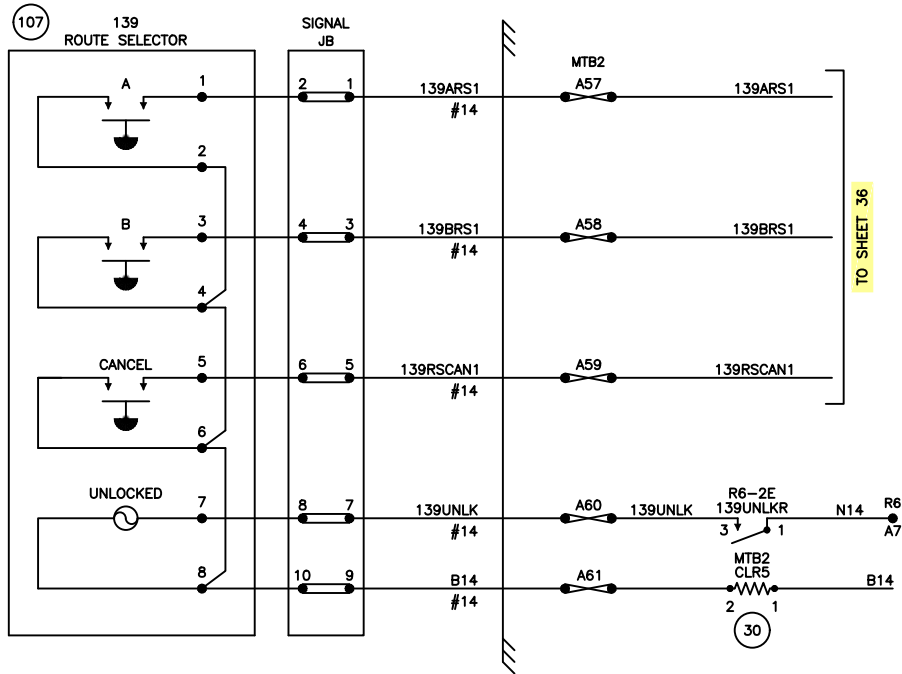 107
139
ROUTE SELECTOR
SIGNAL
JB
MTB2
A
1
2
1
139ARS1
#14
A57
139ARS1
2
B
3
4
3
139BRS1
#14
A58
139BRS1
4
CANCEL
5
6
5
139RSCAN1
#14
A59
139RSCAN1
6
TO SHEET 36
UNLOCKED
7
8
7
139UNLK
#14
A60
139UNLK
R6-2E
139UNLKR
3
1
N14
R6
A7
8
10
9
B14
#14
A61
MTB2
CLR5
2
1
B14
30